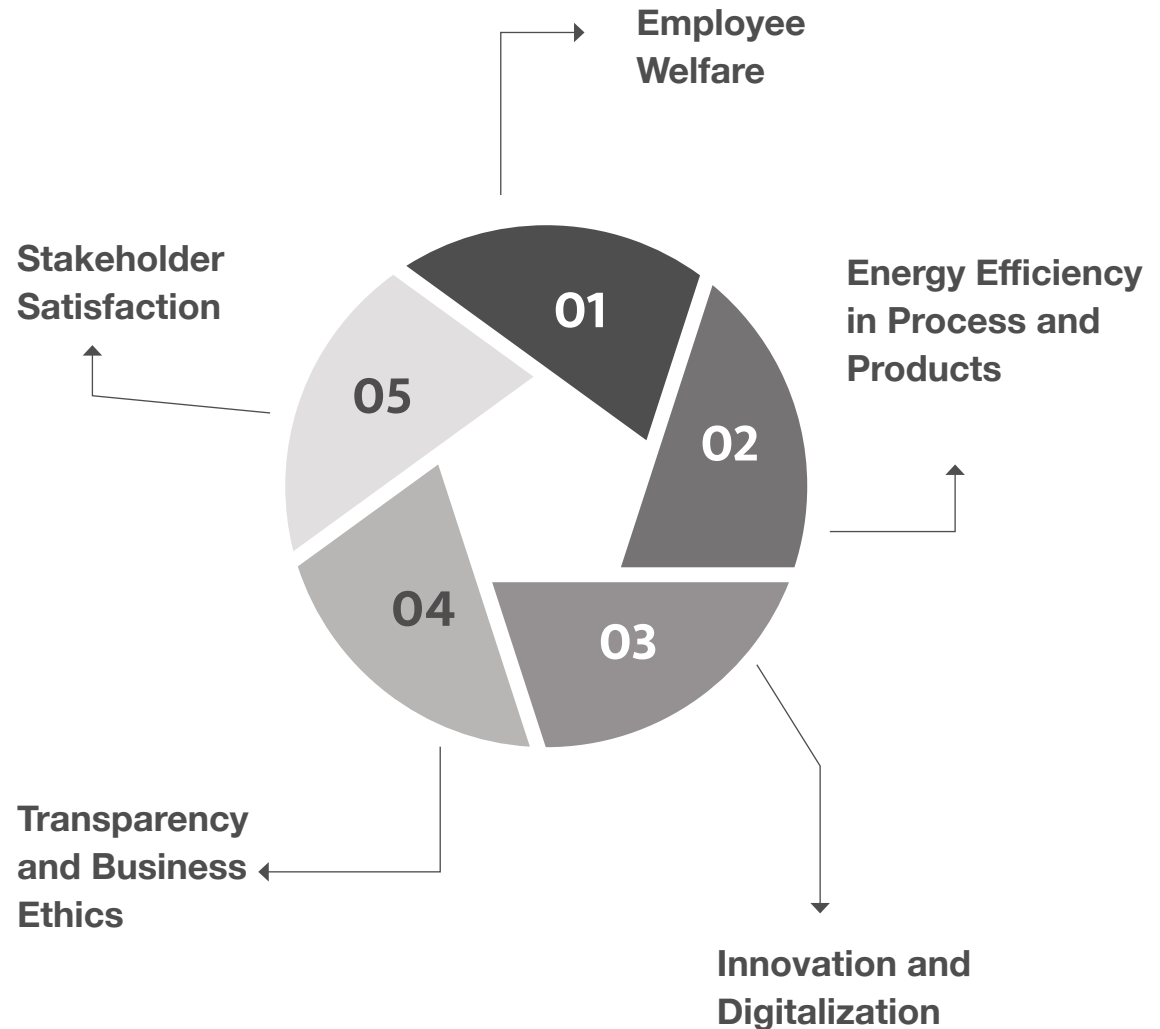 Employee
Welfare
Stakeholder
Satisfaction
Energy Efficiency
in Process and
Products
01
02
03
04
05
Transparency
and Business
Ethics
Innovation and
Digitalization